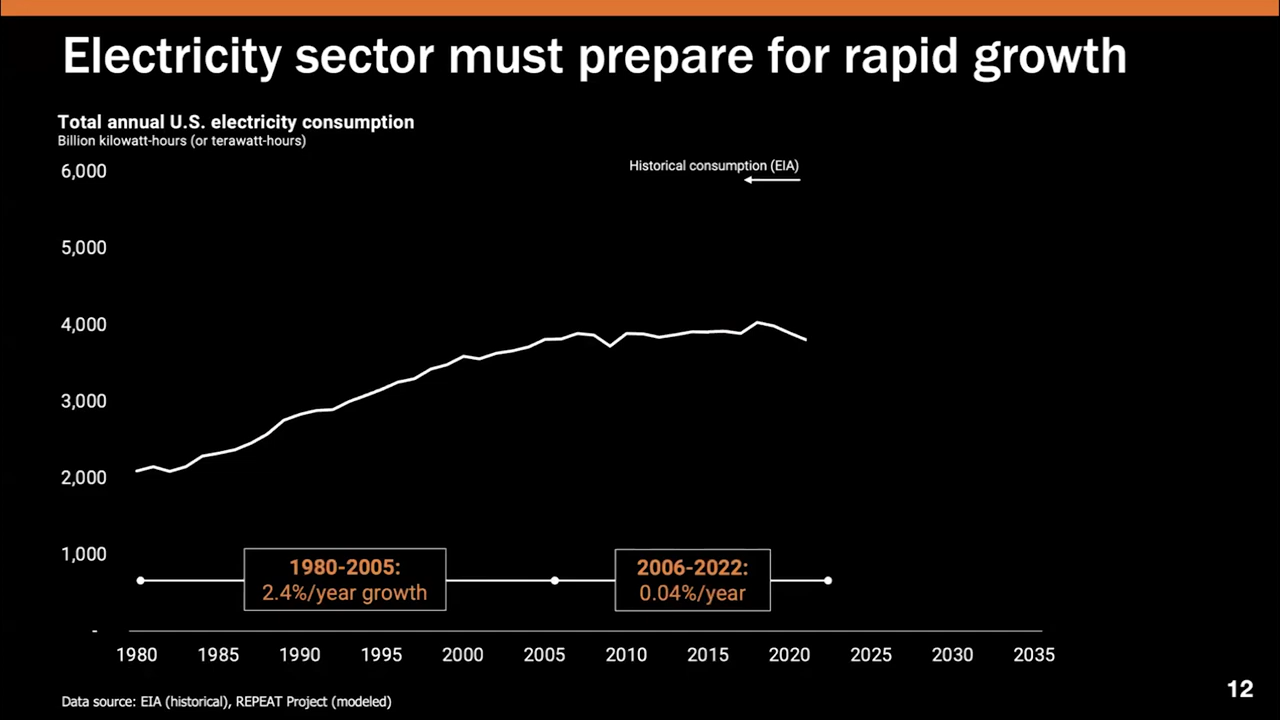 Electricity sector must prepare for rapid growth
Total annual U.S. electricity consumption
Billion kilowatt-hours (or terawatt-hours)
6,000
Historical consumption (EIA)
5,000
4,000
3,000
2,000
1,000
1980-2005:
2.4%/year growth
2006-2022:
0.04%/year
-
1980 1985 1990 1995 2000 2005 2010 2015 2020 2025 2030 2035
Data source: EIA (historical), REPEAT Project (modeled)
12